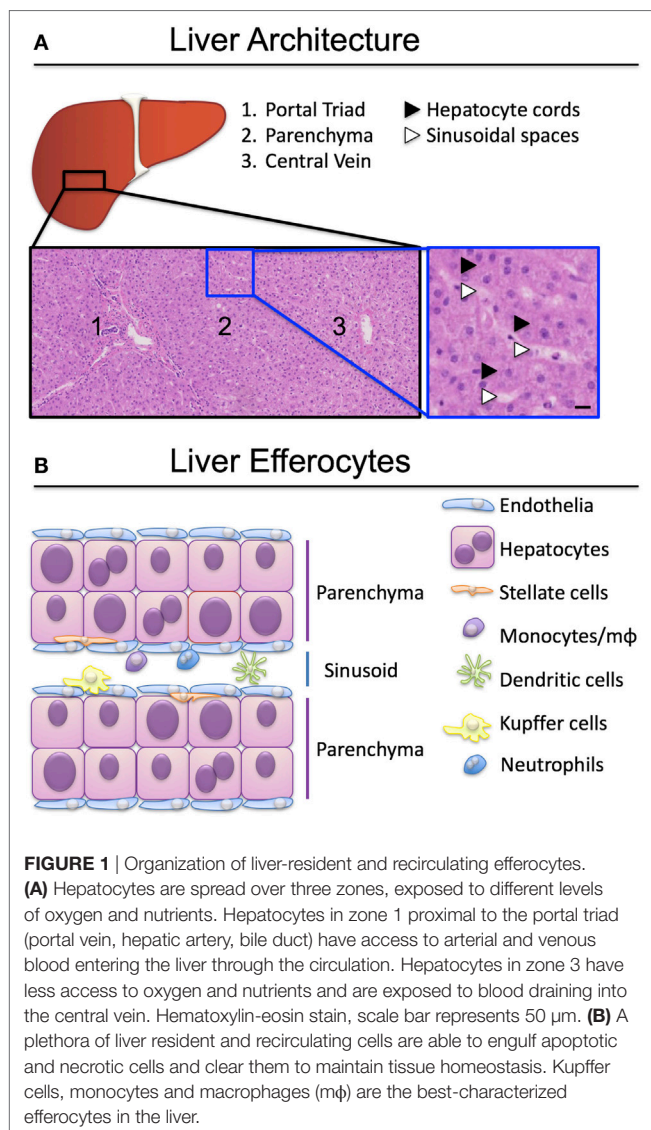 A
Liver Architecture
1. Portal Triad
2. Parenchyma
3. Central Vein
Hepatocyte cords
Sinusoidal spaces
1
2
3
B
Liver Efferocytes
Parenchyma
Sinusoid
Parenchyma
Endothelia
Hepatocytes
Stellate cells
Monocytes/mϕ
Dendritic cells
Kupffer cells
Neutrophils
FIGURE 1 | Organization of liver-resident and recirculating efferocytes.
(A) Hepatocytes are spread over three zones, exposed to different levels
of oxygen and nutrients. Hepatocytes in zone 1 proximal to the portal triad
(portal vein, hepatic artery, bile duct) have access to arterial and venous
blood entering the liver through the circulation. Hepatocytes in zone 3 have
less access to oxygen and nutrients and are exposed to blood draining into
the central vein. Hematoxylin-eosin stain, scale bar represents 50 µm. (B) A
plethora of liver resident and recirculating cells are able to engulf apoptotic
and necrotic cells and clear them to maintain tissue homeostasis. Kupffer
cells, monocytes and macrophages (mϕ) are the best-characterized
efferocytes in the liver.